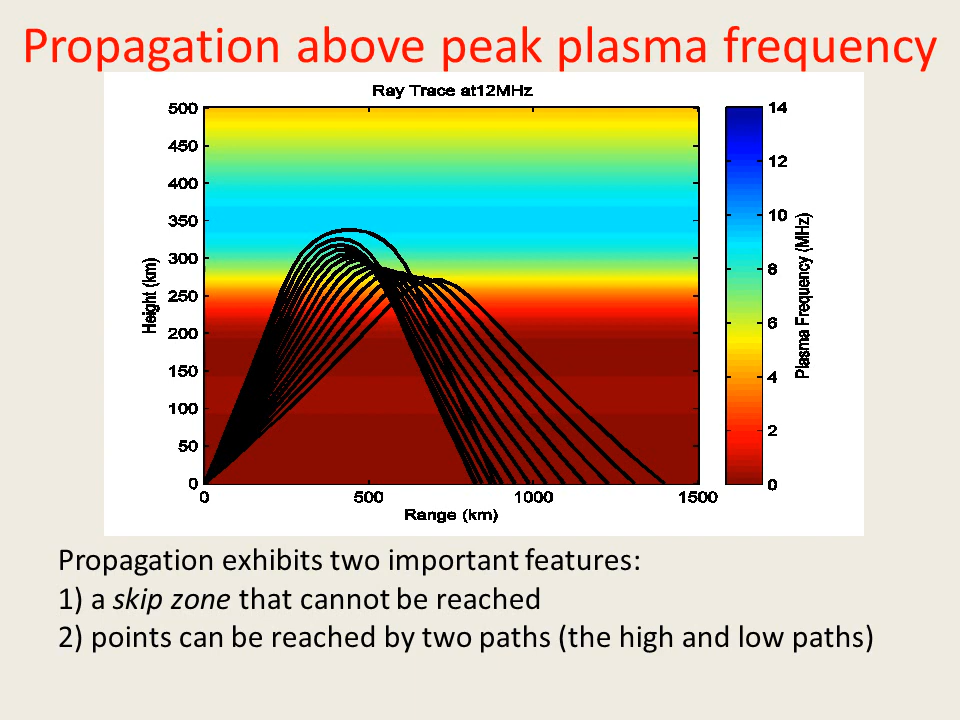 Propagation above peak plasma frequency
Ray Trace at12MHz
500
450
400
350
300
250
200
150
100
50
0
Height (km)
0
500
1000
1500
Range (km)
14
12
10
8
6
4
2
0
Plasma Frequency (MHz)
Propagation exhibits two important features:
1) a skip zone that cannot be reached
2) points can be reached by two paths (the high and low paths)